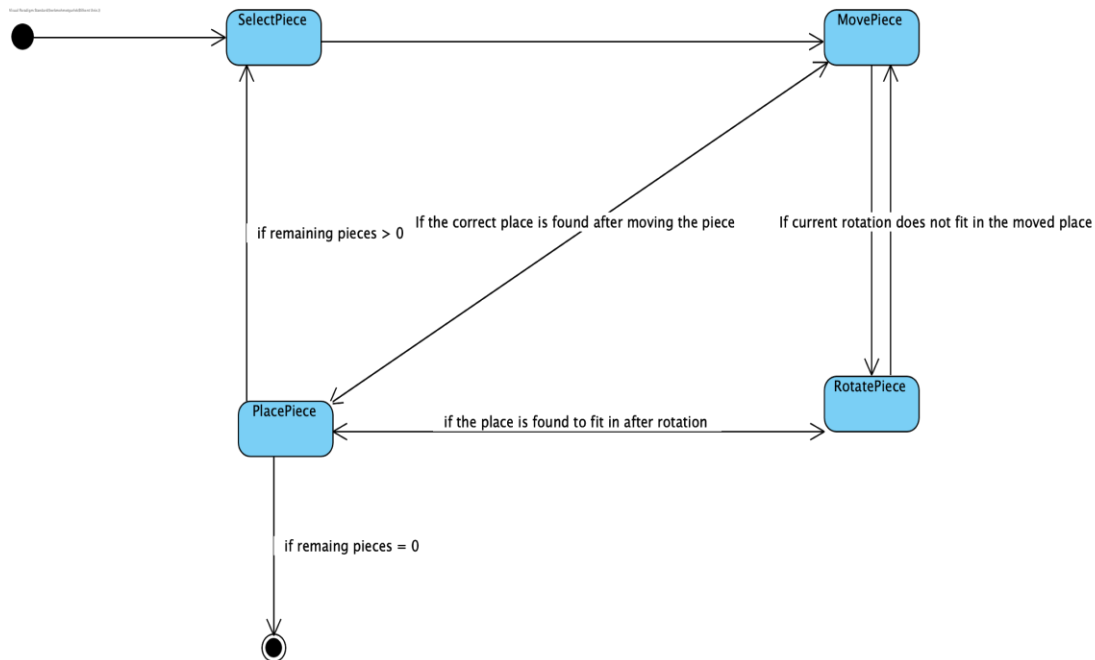 SelectPiece
MovePiece
If the correct place is found after moving the piece
If current rotation does not fit in the moved place
if remaining pieces > 0
RotatePiece
PlacePiece
if the place is found to fit in after rotation
if remaing pieces = 0